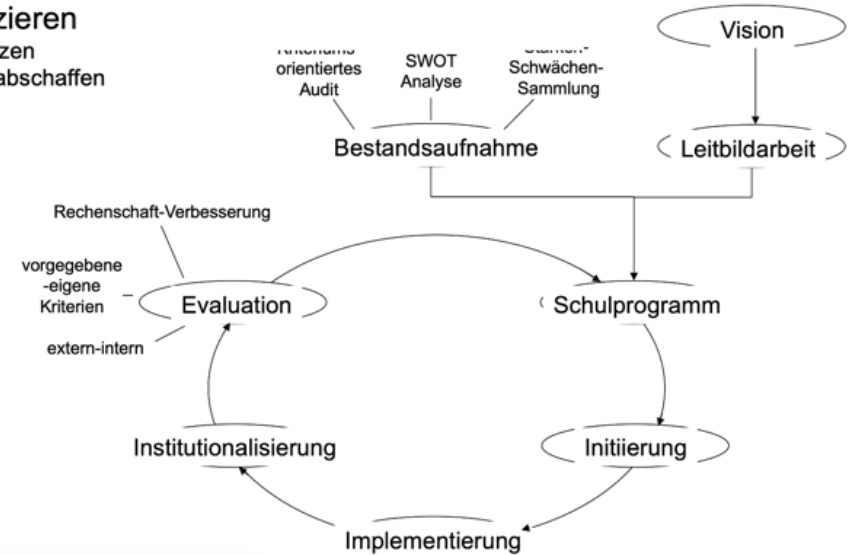 zieren
zen
abschaffen
Vision
orientiertes
Audit
SWOT
Analyse
Schwächen-
Sammlung
Bestandsaufnahme
Leitbildarbeit
Rechenschaft-Verbesserung
vorgegebene
-eigene
Kriterien
extern-intern
Evaluation
Schulprogramm
Institutionalisierung
Initiierung
Implementierung